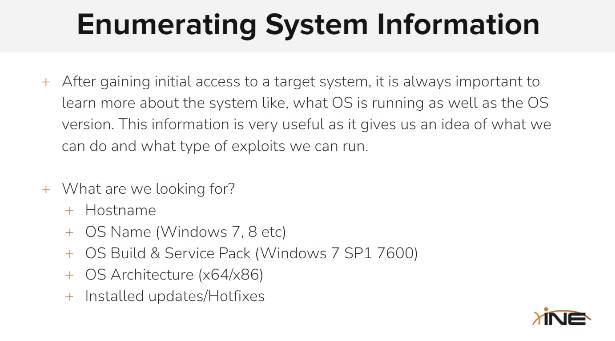 Enumerating System Information
+ After gaining initial access to a target system, it is always important to
learn more about the system like, what OS is running as well as the OS
version. This information is very useful as it gives us an idea of what we
can do and what type of exploits we can run.
+ What are we looking for?
+ Hostname
+ OS Name (Windows 7, 8 etc)
+ OS Build & Service Pack (Windows 7 SP1 7600)
+ OS Architecture (x64/x86)
+ Installed updates/Hotfixes
INE